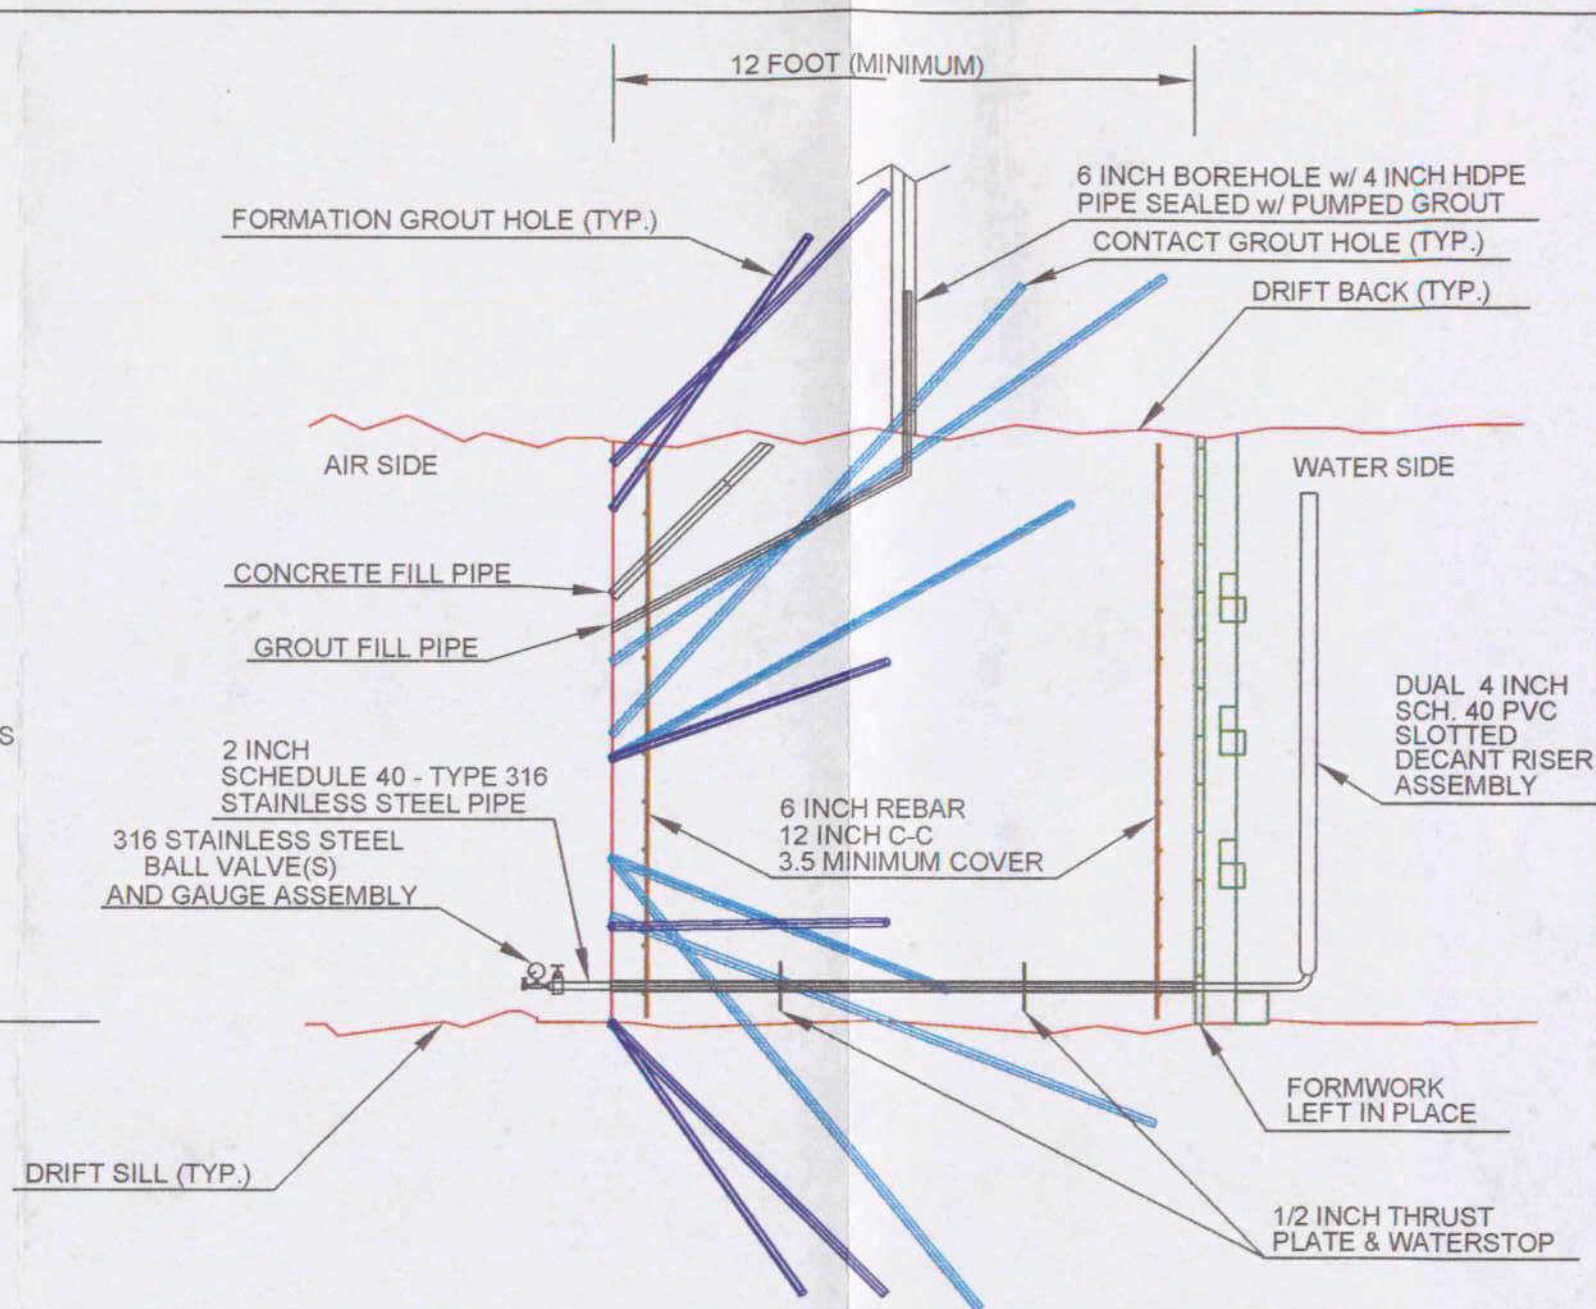 12 FOOT (MINIMUM)
6 INCH BOREHOLE w/ 4 INCH HDPE
PIPE SEALED w/ PUMPED GROUT
FORMATION GROUT HOLE (TYP.)
CONTACT GROUT HOLE (TYP.)
DRIFT BACK (TYP.)
AIR SIDE
WATER SIDE
CONCRETE FILL PIPE
GROUT FILL PIPE
DUAL 4 INCH
SCH. 40 PVC
SLOTTED
DECANT RISER
ASSEMBLY
S
2 INCH
SCHEDULE 40 - TYPE 316
STAINLESS STEEL PIPE
6 INCH REBAR
12 INCH C-C
3.5 MINIMUM COVER
316 STAINLESS STEEL
BALL VALVE(S)
AND GAUGE ASSEMBLY
FORMWORK
LEFT IN PLACE
DRIFT SILL (TYP.)
1/2 INCH THRUST
PLATE & WATERSTOP